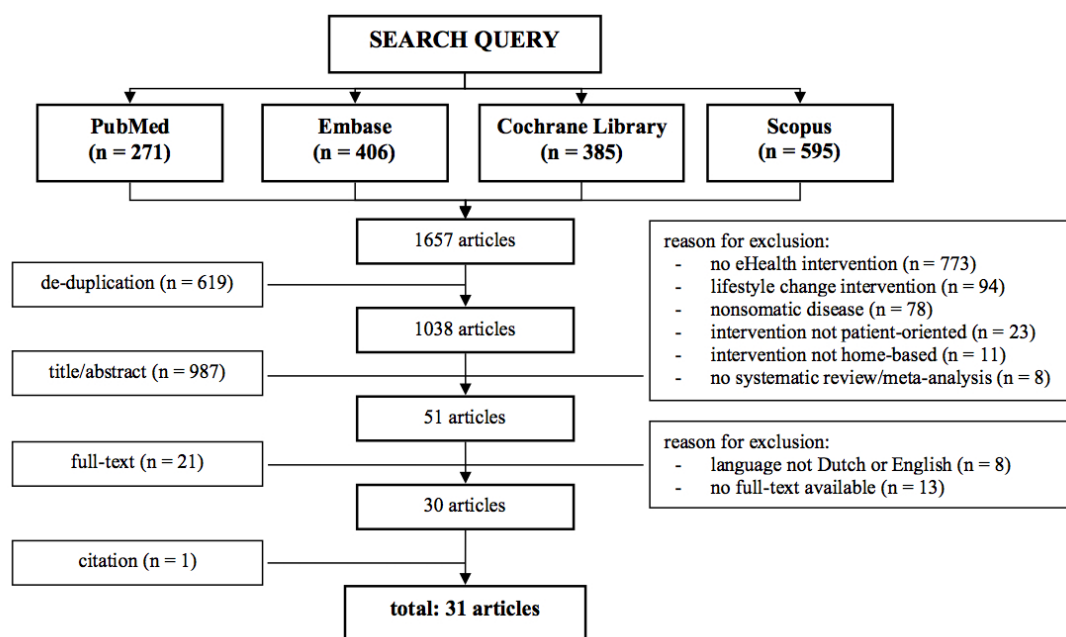 SEARCH QUERY
PubMed
(n = 271)
Embase
(n = 406)
Cochrane Library
(n = 385)
Scopus
(n = 595)
1657 articles
de-duplication (n = 619)
1038 articles
title/abstract (n = 987)
reason for exclusion:
- no eHealth intervention (n = 773)
- lifestyle change intervention (n = 94)
- nonsomatic disease (n = 78)
- intervention not patient-oriented (n = 23)
- intervention not home-based (n = 11)
- no systematic review/meta-analysis (n = 8)
51 articles
full-text (n = 21)
reason for exclusion:
- language not Dutch or English (n = 8)
- no full-text available (n = 13)
30 articles
citation (n = 1)
total: 31 articles